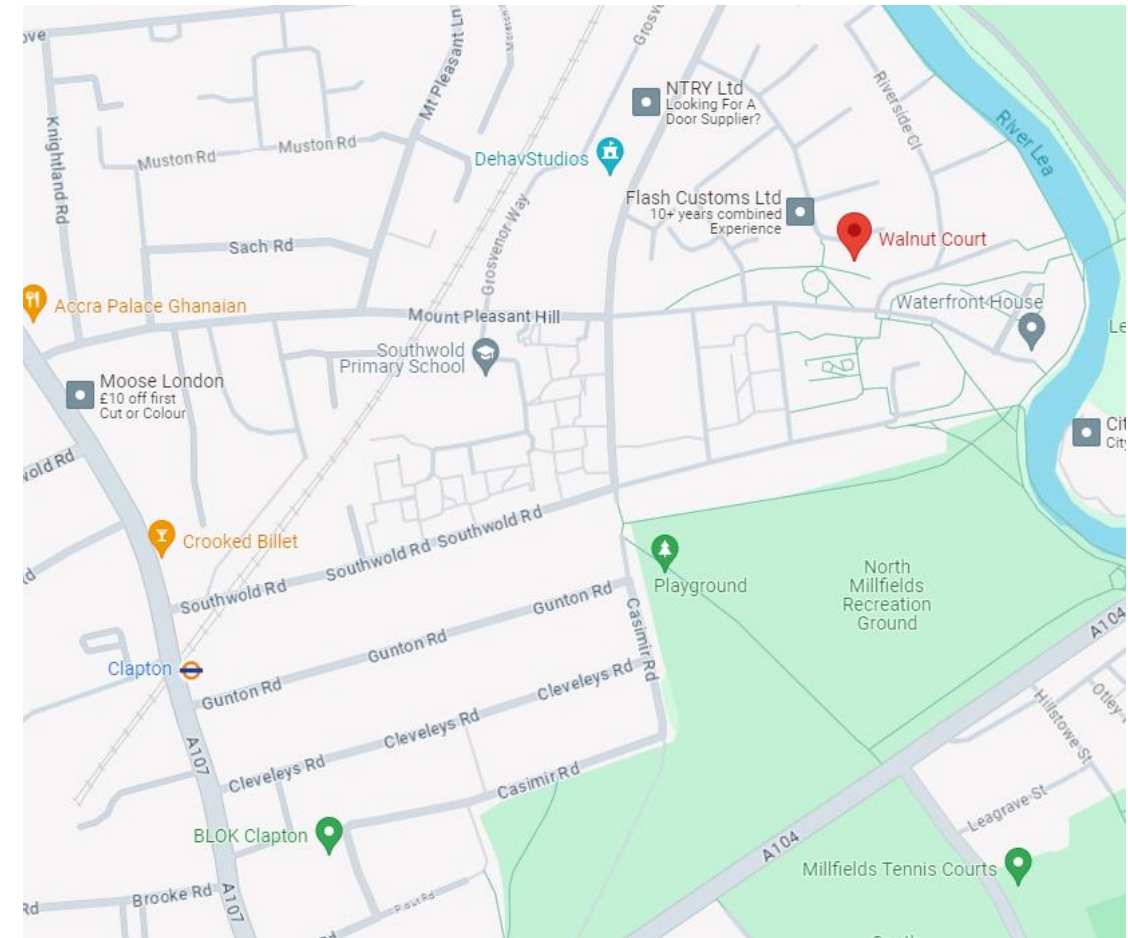 ove
Mt Pleasant Ln
Grosvenor
Knightland Rd
Muston Rd
Muston Rd
NTRY Ltd
Looking For A
Door Supplier?
Riverside Cl
River Lea
DehavStudios
Flash Customs Ltd
10+ years combined
Experience
Walnut Court
Sach Rd
Grosvenor Way
Accra Palace Ghanaian
Mount Pleasant Hill
Waterfront House
Le
Southwold
Primary School
Moose London
£10 off first
Cut or Colour
Cit
City
wold Rd
Crooked Billet
Southwold Rd
Southwold Rd
Southwold Rd
Playground
North
Millfields
Recreation
Ground
d
Gunton Rd
Gunton Rd
Gunton Rd
Casimir Rd
A104
Clapton
Cleveleys Rd
Cleveleys Rd
Cleveleys Rd
Hillstowe St
Otley
A107
Casimir Rd
Leagrave St
BLOK Clapton
A104
Millfields Tennis Courts
Brooke Rd
A107
Rd